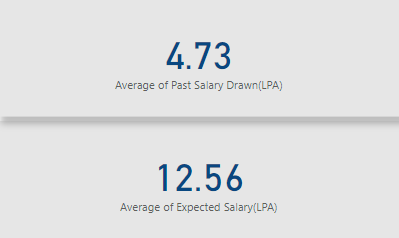 4.73
Average of Past Salary Drawn(LPA)
12.56
Average of Expected Salary(LPA)